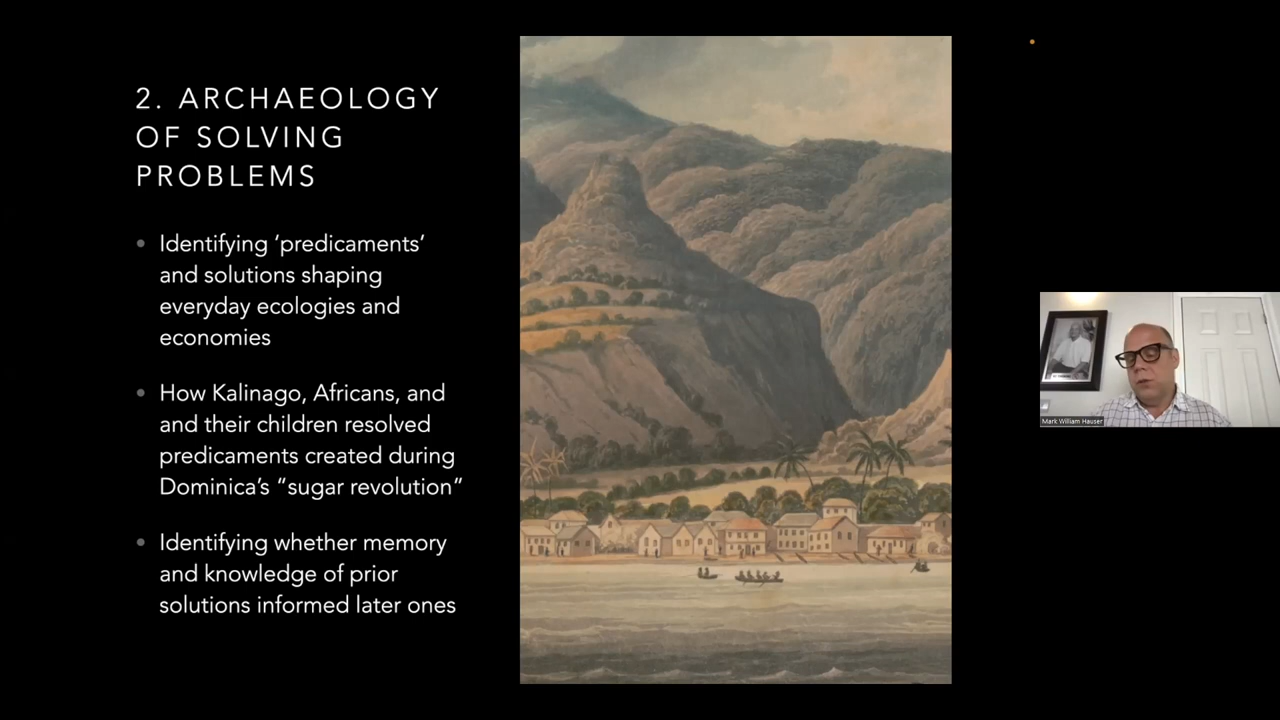 2. ARCHAEOLOGY
OF SOLVING
PROBLEMS
• Identifying ‘predicaments’
and solutions shaping
everyday ecologies and
economies
• How Kalinago, Africans, and
and their children resolved
predicaments created during
Dominica’s “sugar revolution”
• Identifying whether memory
and knowledge of prior
solutions informed later ones
Mark William Hauser